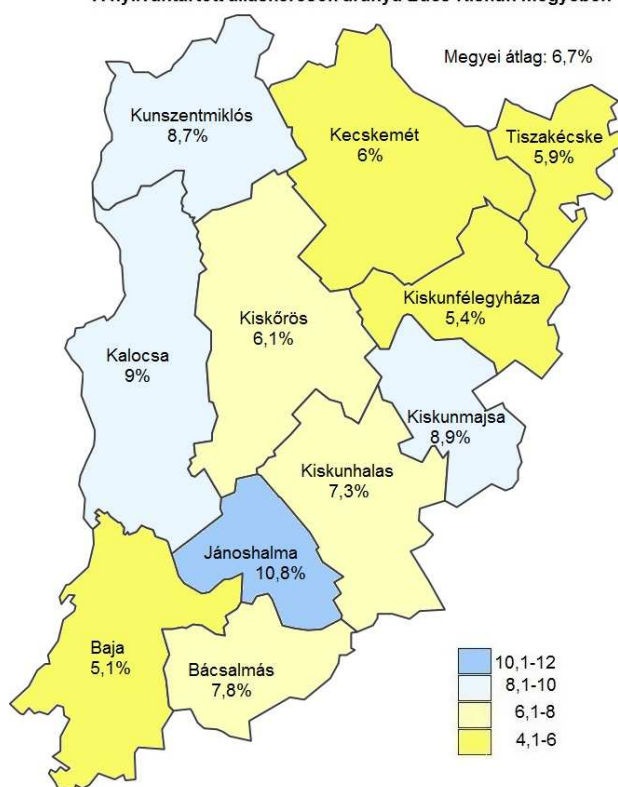 Megyei átlag: 6,7%
Kunszentmiklós
8,7%
Kecskemét
6%
Tiszakécske
5,9%
Kiskunfélegyháza
5,4%
Kiskőrös
6,1%
Kalocsa
9%
Kiskunmajsa
8,9%
Kiskunhalas
7,3%
Jánoshalma
10,8%
Baja
5,1%
Bácsalmás
7,8%
10,1-12
8,1-10
6,1-8
4,1-6